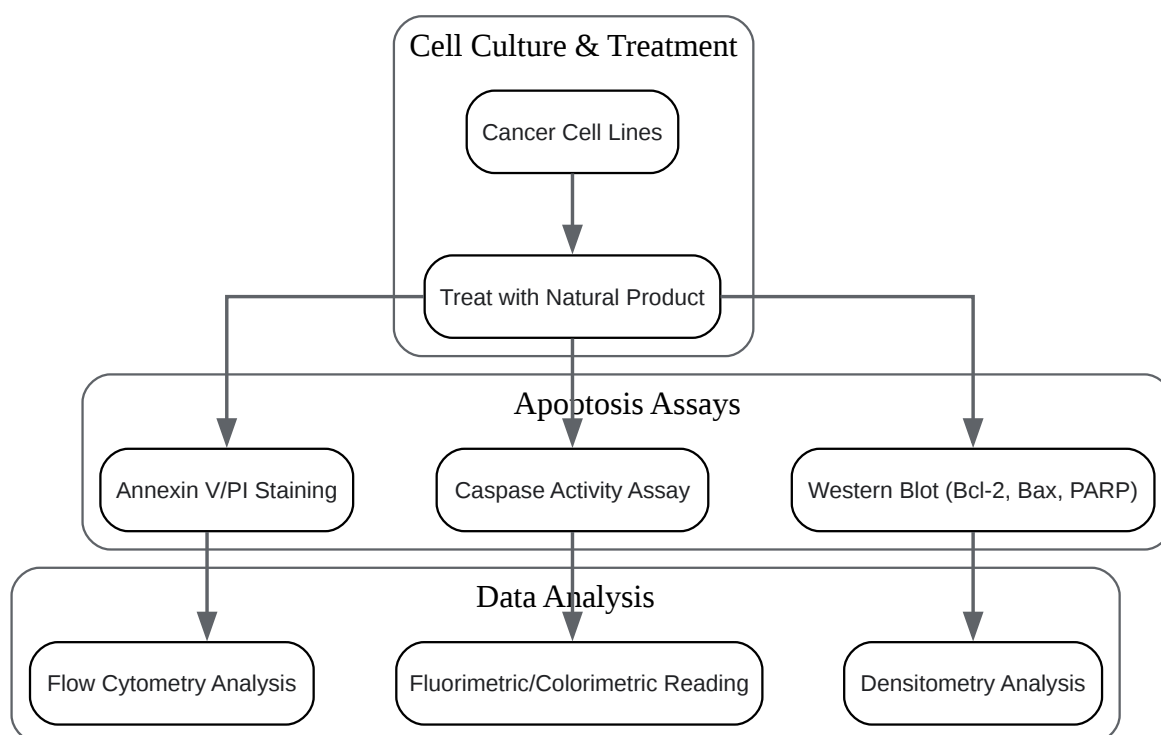 Cell Culture & Treatment
Cancer Cell Lines
Treat with Natural Product
Apoptosis Assays
Annexin V/PI Staining
Caspase Activity Assay
Western Blot (Bcl-2, Bax, PARP)
Data Analysis
Flow Cytometry Analysis
Fluorimetric/Colorimetric Reading
Densitometry Analysis